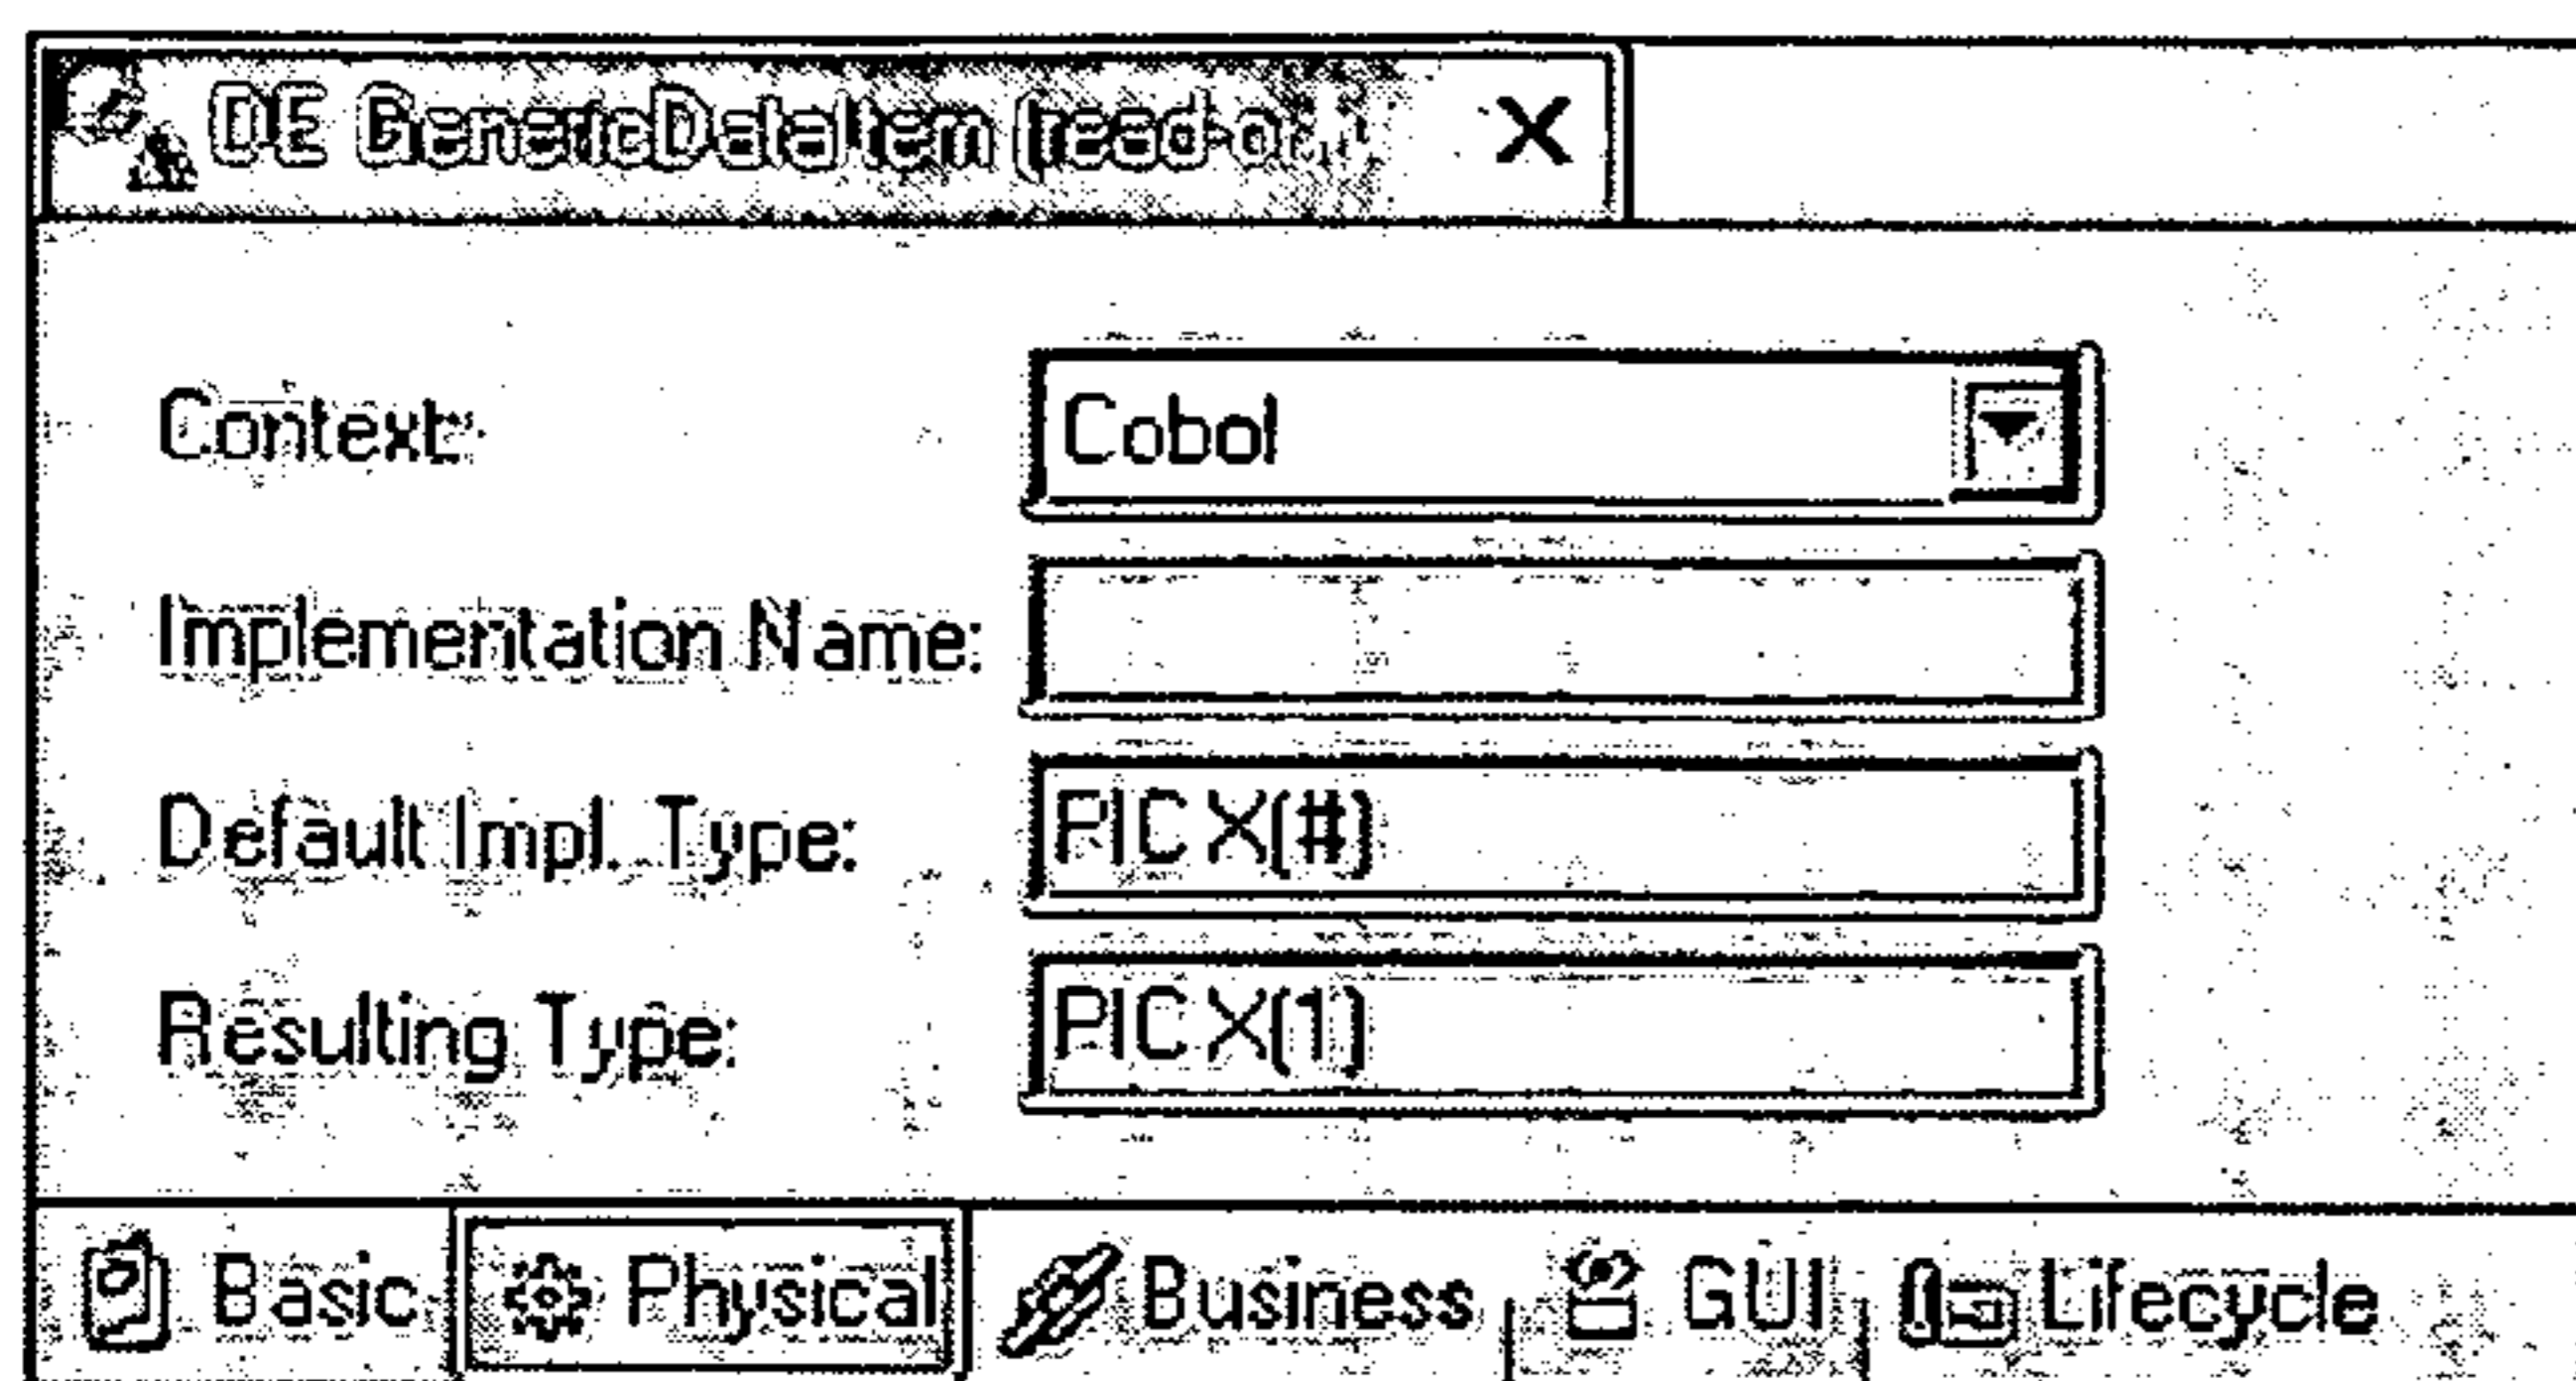 DE GenericDataItem (read-o...
Context: Cobol
Implementation Name:
Default Impl. Type: PIC X(#)
Resulting Type: PIC X(1)
Basic Physical Business GUI Lifecycle